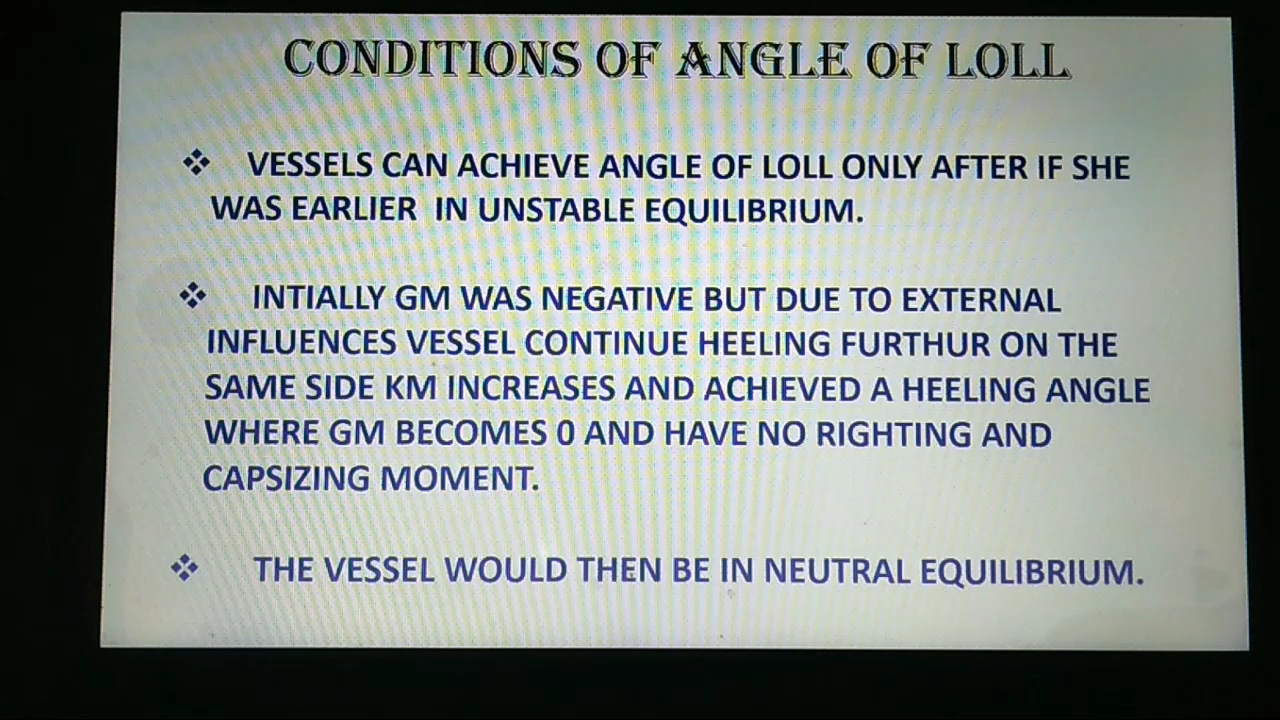 CONDITIONS OF ANGLE OF LOLL
VESSELS CAN ACHIEVE ANGLE OF LOLL ONLY AFTER IF SHE
WAS EARLIER IN UNSTABLE EQUILIBRIUM.
INTIALLY GM WAS NEGATIVE BUT DUE TO EXTERNAL
INFLUENCES VESSEL CONTINUE HEELING FURTHUR ON THE
SAME SIDE KM INCREASES AND ACHIEVED A HEELING ANGLE
WHERE GM BECOMES 0 AND HAVE NO RIGHTING AND
CAPSIZING MOMENT.
THE VESSEL WOULD THEN BE IN NEUTRAL EQUILIBRIUM.